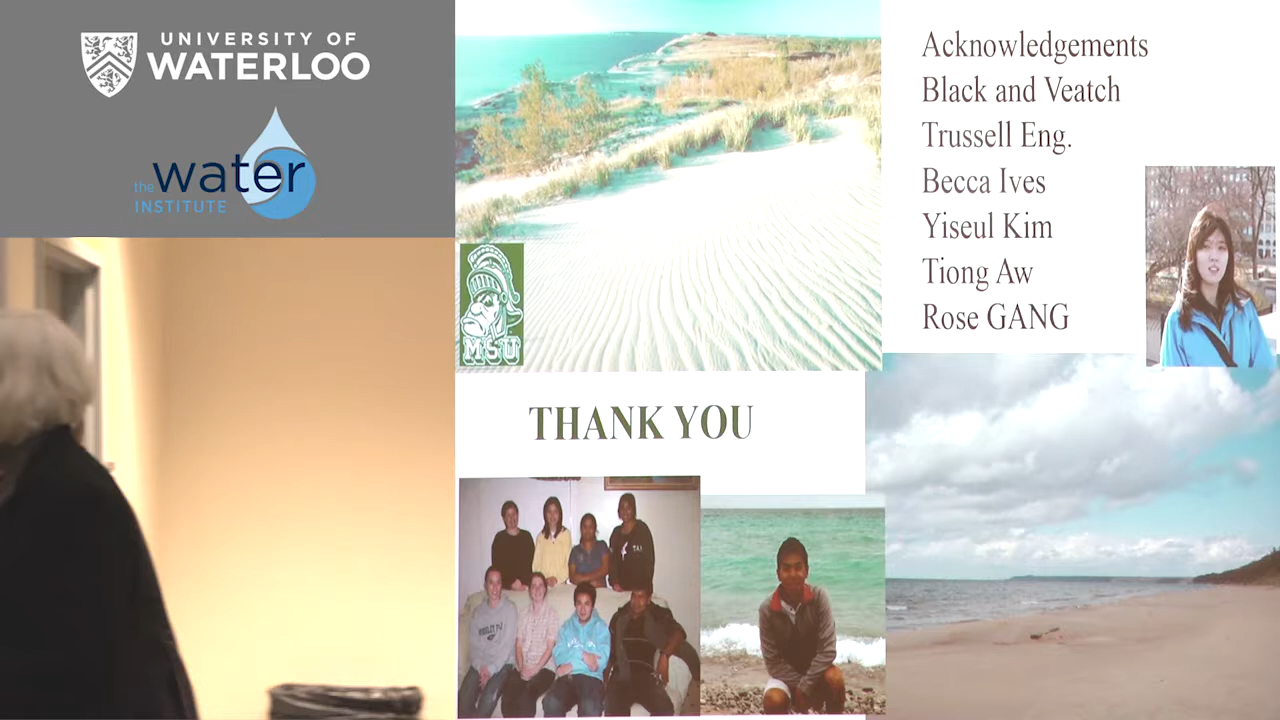 UNIVERSITY OF
WATERLOO
the water
INSTITUTE
Acknowledgements
Black and Veatch
Trussell Eng.
Becca Ives
Yiseul Kim
Tiong Aw
Rose GANG
MSU
THANK YOU